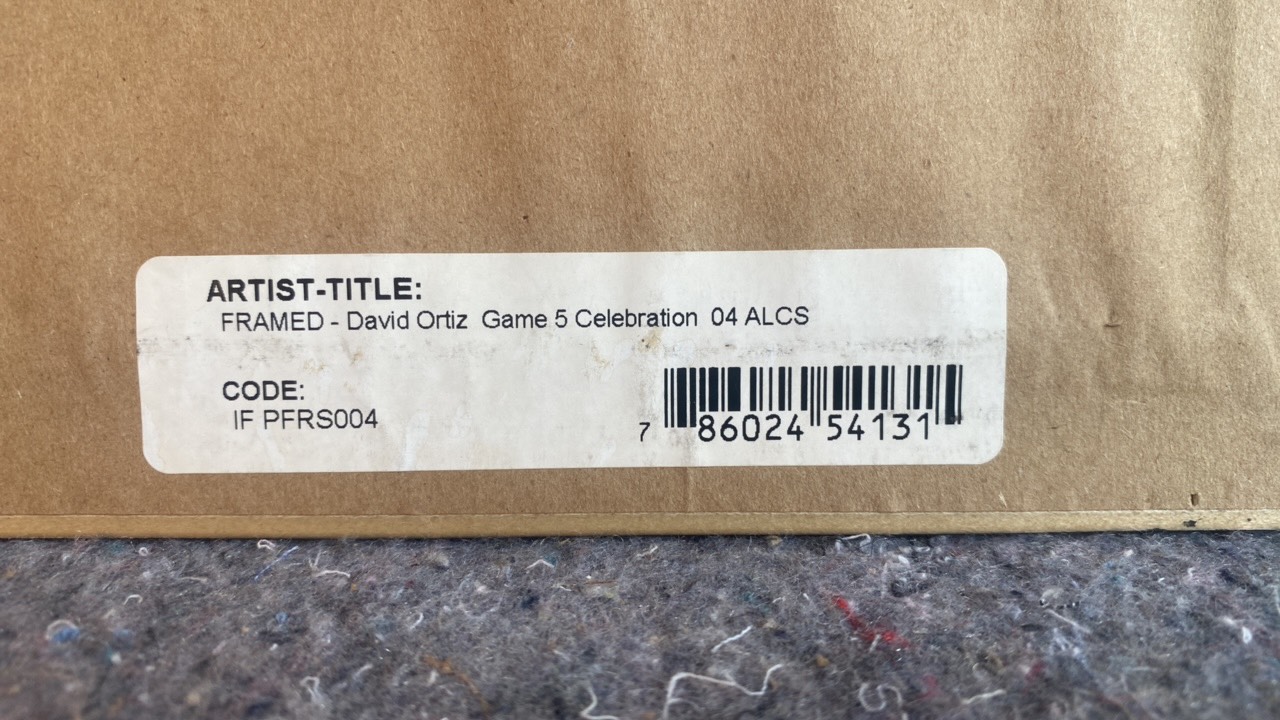 ARTIST-TITLE:
FRAMED - David Ortiz  Game 5 Celebration  04 ALCS
CODE:
IF PFRS004
7 86024 54131